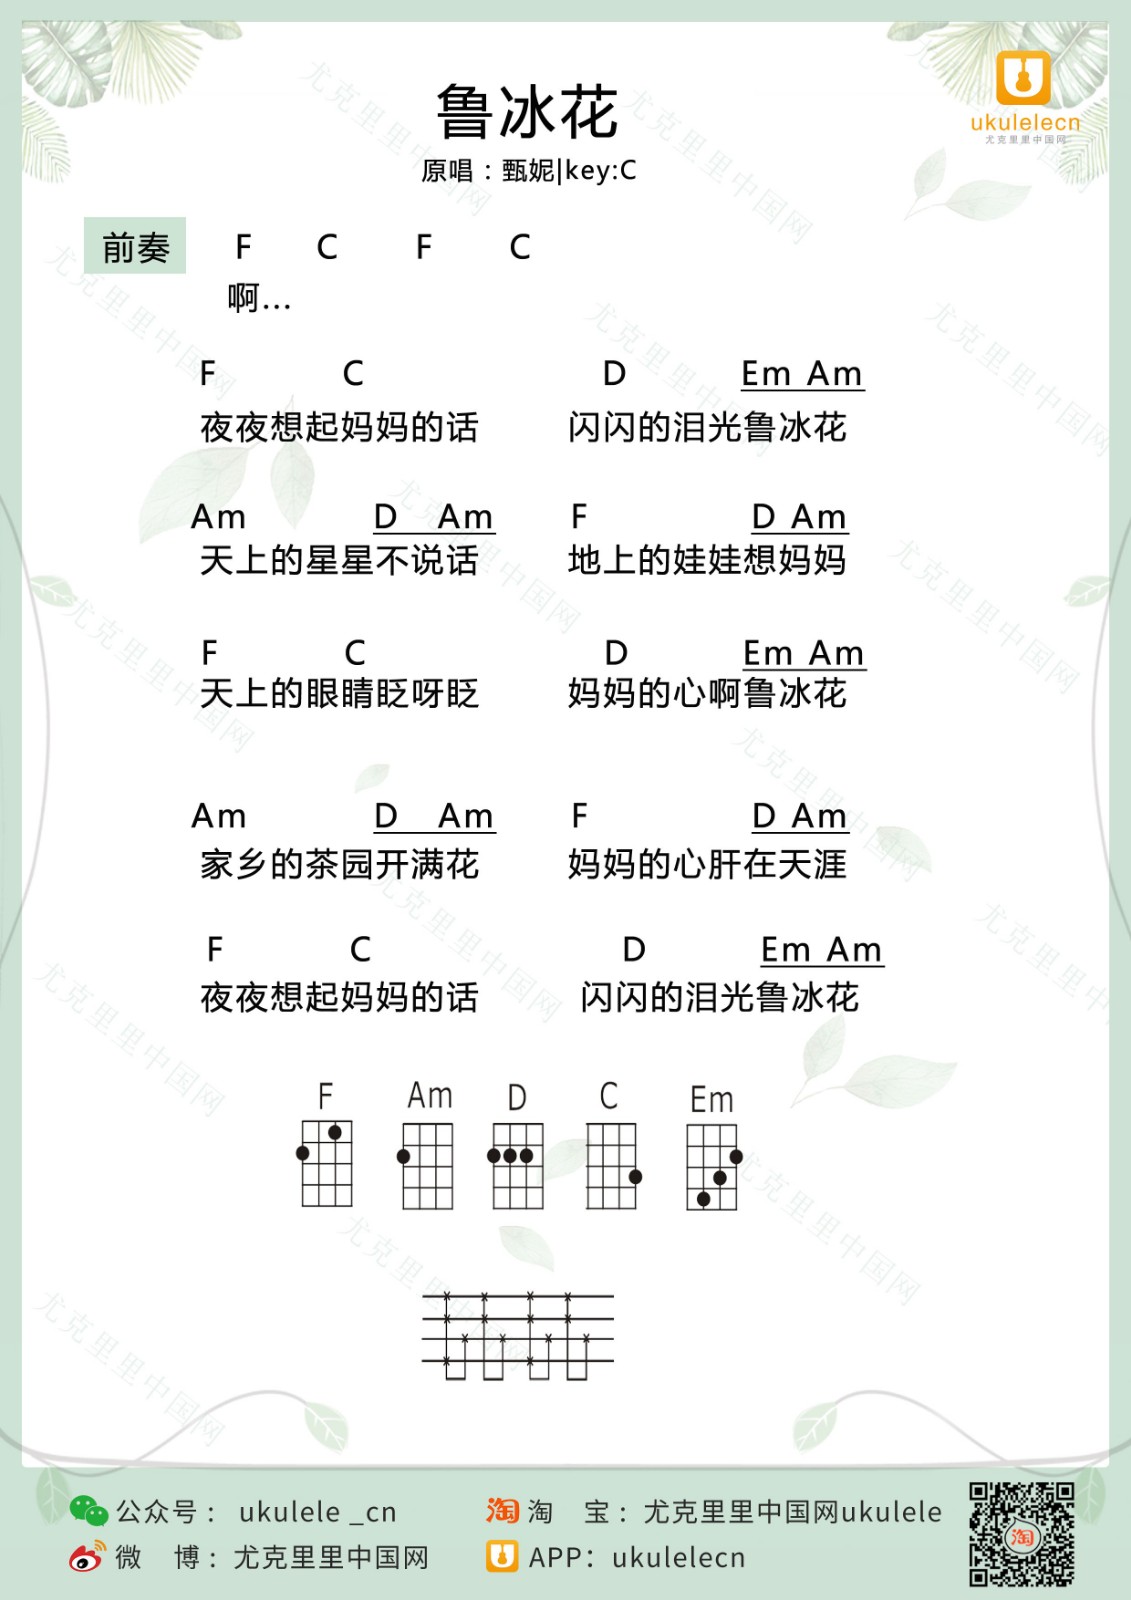 鲁冰花
ukulelecn
尤克里里中国网
原唱：甄妮|key:C
前奏 F C F C
啊...
F C D Em Am
夜夜想起妈妈的话 闪闪的泪光鲁冰花
Am D Am F D Am
天上的星星不说话 地上的娃娃想妈妈
F C D Em Am
天上的眼睛眨呀眨 妈妈的心啊鲁冰花
Am D Am F D Am
家乡的茶园开满花 妈妈的心肝在天涯
F C D Em Am
夜夜想起妈妈的话 闪闪的泪光鲁冰花
F Am D C Em
公众号： ukulele _cn 淘 淘 宝：尤克里里中国网ukulele
淘
微 博：尤克里里中国网 APP：ukulelecn